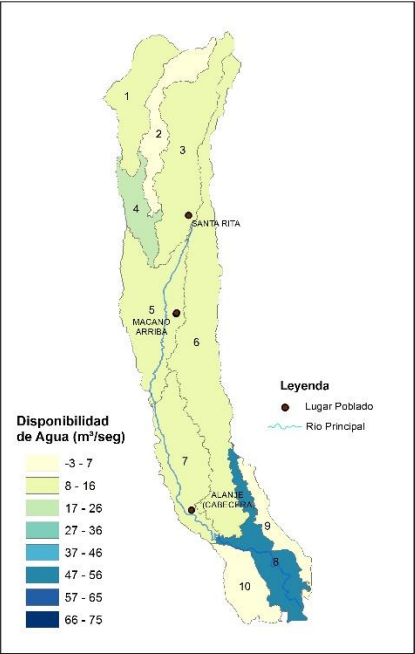 1
2
3
4
SANTA RITA
5
MACANO
ARRIBA
6
Leyenda
Lugar Poblado
Rio Principal
Disponibilidad
de Agua (m³/seg)
-3 - 7
8 - 16
17 - 26
27 - 36
37 - 46
47 - 56
57 - 65
66 - 75
7
ALANJE
(CABECERA)
9
8
10